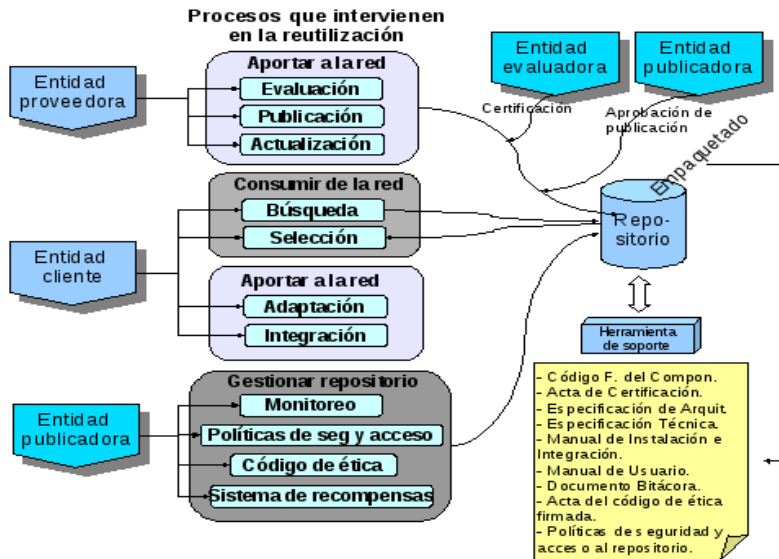 Procesos que intervienen
en la reutilización
Entidad
proveedora
Aportar a la red
Evaluación
Publicación
Actualización
Entidad
evaluadora
Entidad
publicadora
Certificación
Aprobación de
publicación
Empaquetado
Consumir de la red
Búsqueda
Selección
Repo-
sitorio
Entidad
cliente
Aportar a la red
Adaptación
Integración
Herramienta
de soporte
Gestionar repositorio
Monitoreo
Políticas de seg y acceso
Código de ética
Sistema de recompensas
Entidad
publicadora
- Código F. del Compon.
- Acta de Certificación.
- Especificación de Arquit.
- Especificación Técnica.
- Manual de Instalación e
Integración.
- Manual de Usuario.
- Documento Bitácora.
- Acta del código de ética
firmada.
- Políticas de seguridad y
acceso al repositorio.